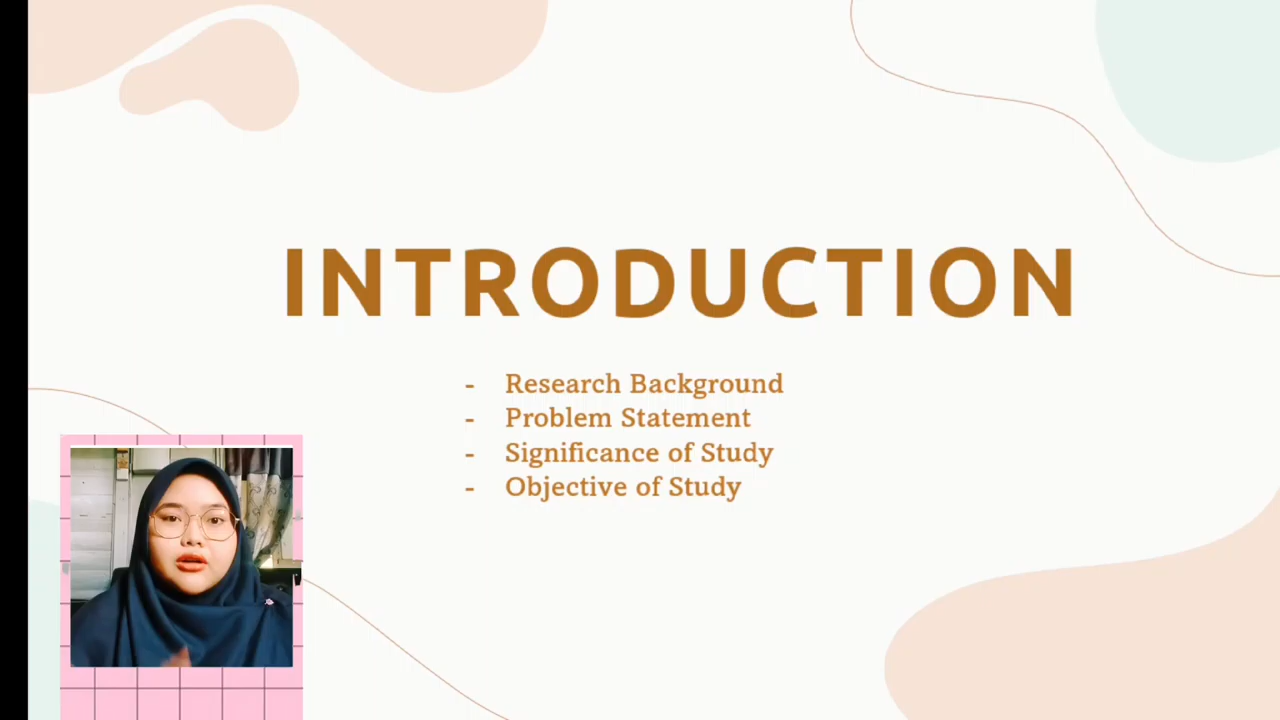 INTRODUCTION
- Research Background
- Problem Statement
- Significance of Study
- Objective of Study